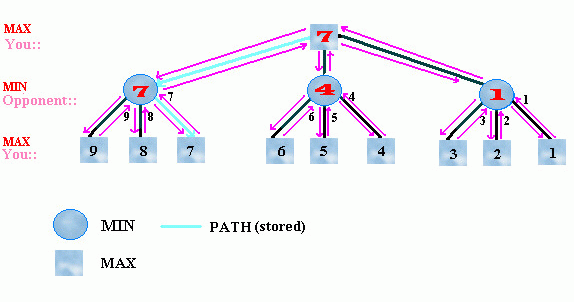 MAX
You::
7
MIN
Opponent::
7 7 4 4 1 1
9 8 6 5 3 2
MAX
You::
9 8 7 6 5 4 3 2 1
MIN PATH (stored)
MAX